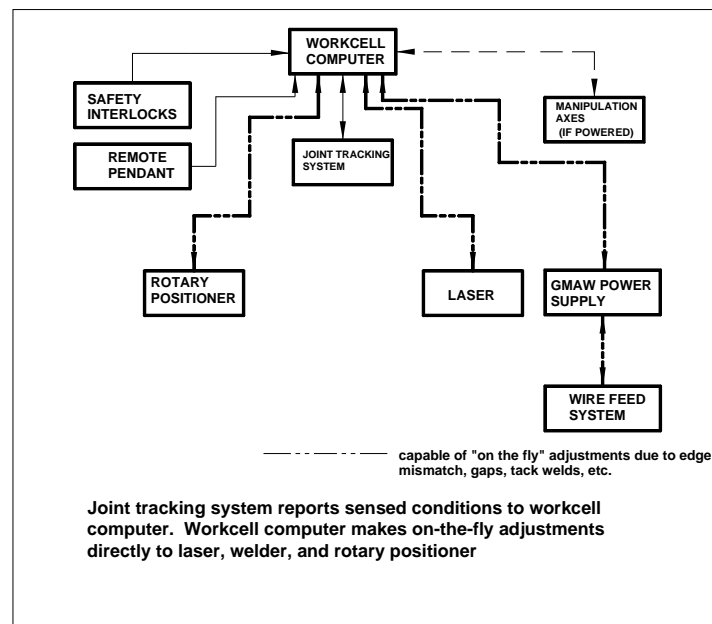 WORKCELL
COMPUTER
SAFETY
INTERLOCKS
MANIPULATION
AXES
(IF POWERED)
REMOTE
PENDANT
JOINT TRACKING
SYSTEM
ROTARY
POSITIONER
LASER
GMAW POWER
SUPPLY
WIRE FEED
SYSTEM
capable of "on the fly" adjustments due to edge
mismatch, gaps, tack welds, etc.
Joint tracking system reports sensed conditions to workcell
computer. Workcell computer makes on-the-fly adjustments
directly to laser, welder, and rotary positioner